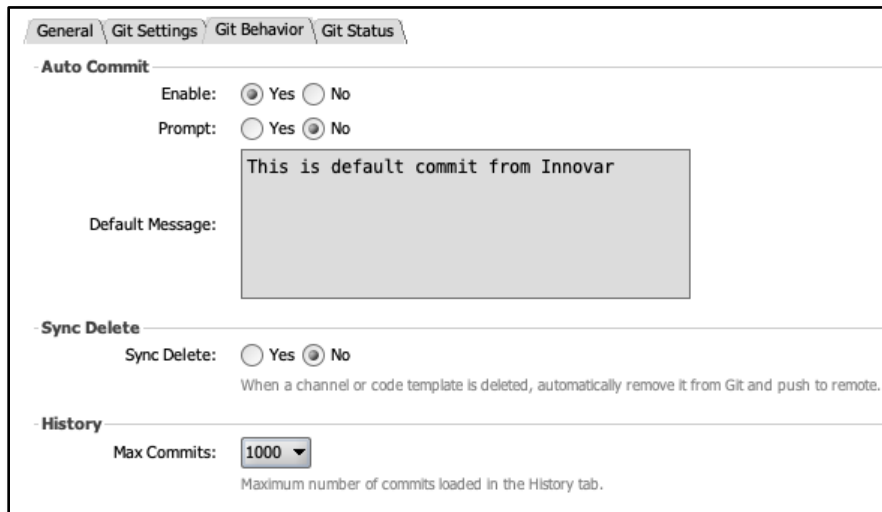 General Git Settings Git Behavior Git Status
Auto Commit
Enable: Yes No
Prompt: Yes No
This is default commit from Innovar
Default Message:
Sync Delete
Sync Delete: Yes No
When a channel or code template is deleted, automatically remove it from Git and push to remote.
History
Max Commits: 1000
Maximum number of commits loaded in the History tab.